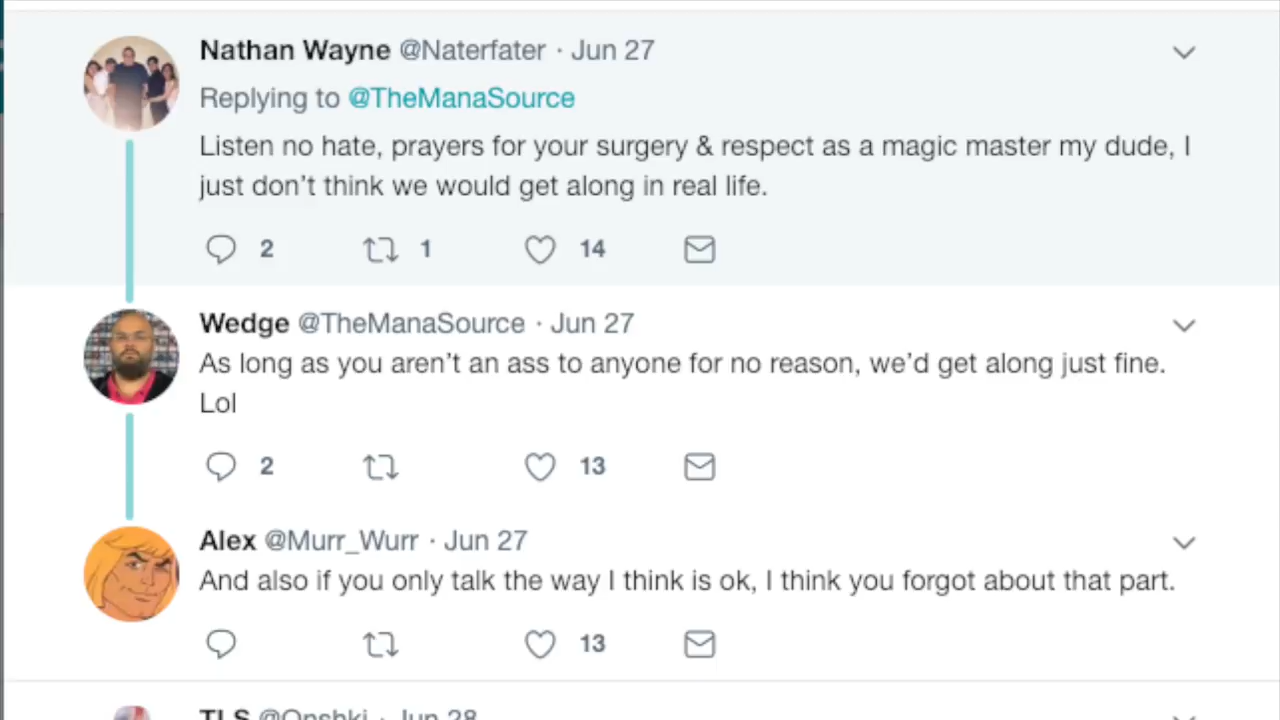 Nathan Wayne @Naterfater · Jun 27
Replying to @TheManaSource
Listen no hate, prayers for your surgery & respect as a magic master my dude, I
just don't think we would get along in real life.
2 1 14
Wedge @TheManaSource · Jun 27
As long as you aren't an ass to anyone for no reason, we'd get along just fine.
Lol
2 13
Alex @Murr_Wurr · Jun 27
And also if you only talk the way I think is ok, I think you forgot about that part.
13
TLS @Onshki · Jun 28